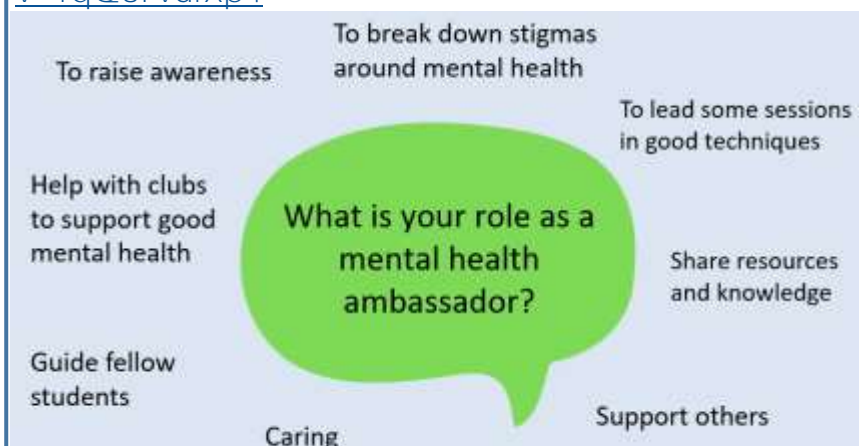 To break down stigmas
around mental health
To raise awareness
To lead some sessions
in good techniques
Help with clubs
to support good
mental health
What is your role as a
mental health
ambassador?
Share resources
and knowledge
Guide fellow
students
Support others
Caring